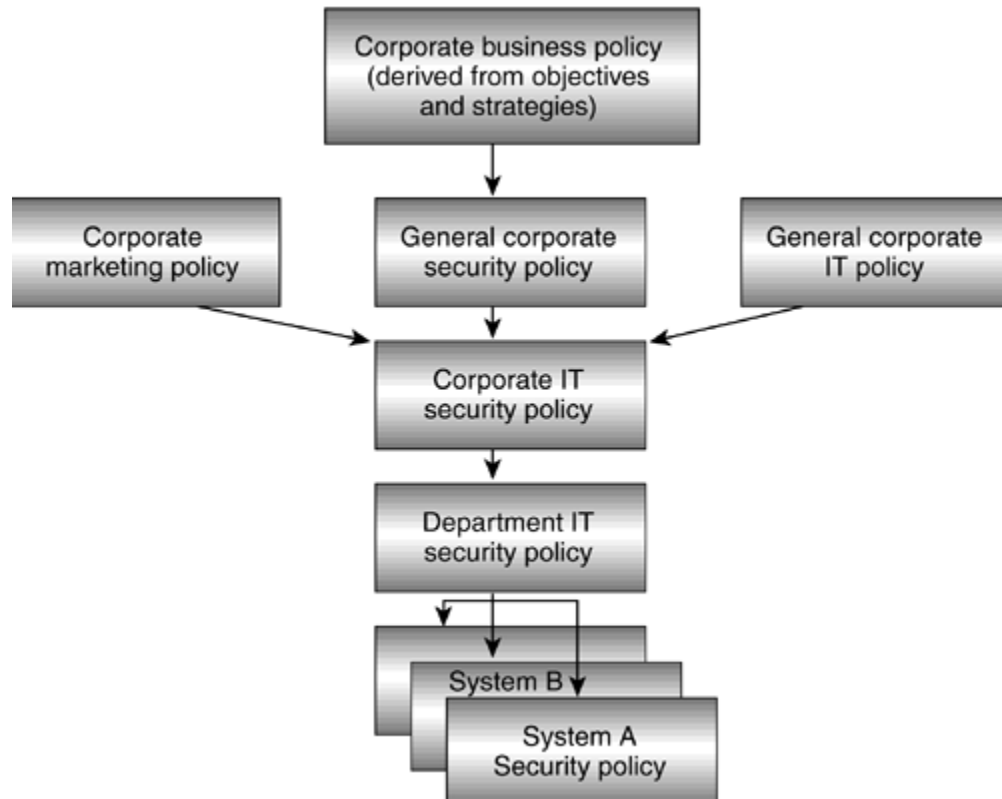 Corporate business policy
(derived from objectives
and strategies)
Corporate
marketing policy
General corporate
security policy
General corporate
IT policy
Corporate IT
security policy
Department IT
security policy
System B
System A
Security policy